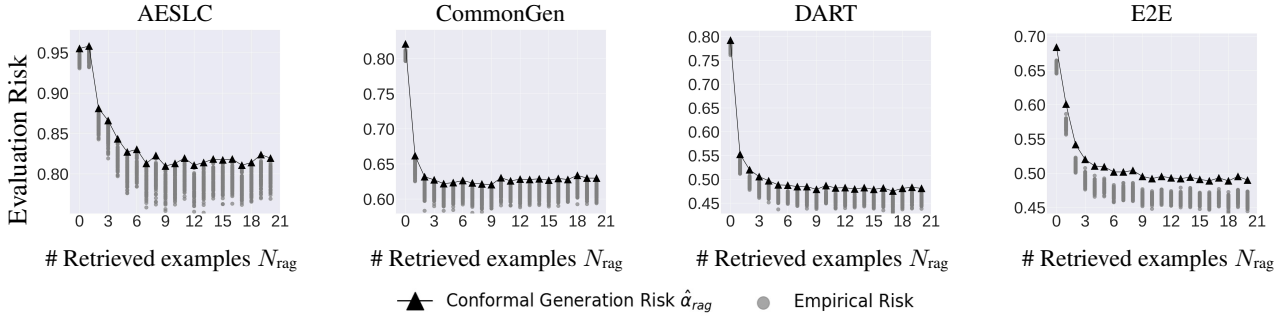 AESLC
CommonGen
DART
E2E
Evaluation Risk
0.95
0.90
0.85
0.80
0 3 6 9 12 15 18 21
0.80
0.75
0.70
0.65
0.60
0 3 6 9 12 15 18 21
0.80
0.75
0.70
0.65
0.60
0.55
0.50
0.45
0 3 6 9 12 15 18 21
0.70
0.65
0.60
0.55
0.50
0.45
0 3 6 9 12 15 18 21
# Retrieved examples N_rag
# Retrieved examples N_rag
# Retrieved examples N_rag
# Retrieved examples N_rag
Conformal Generation Risk α̂_rag
Empirical Risk